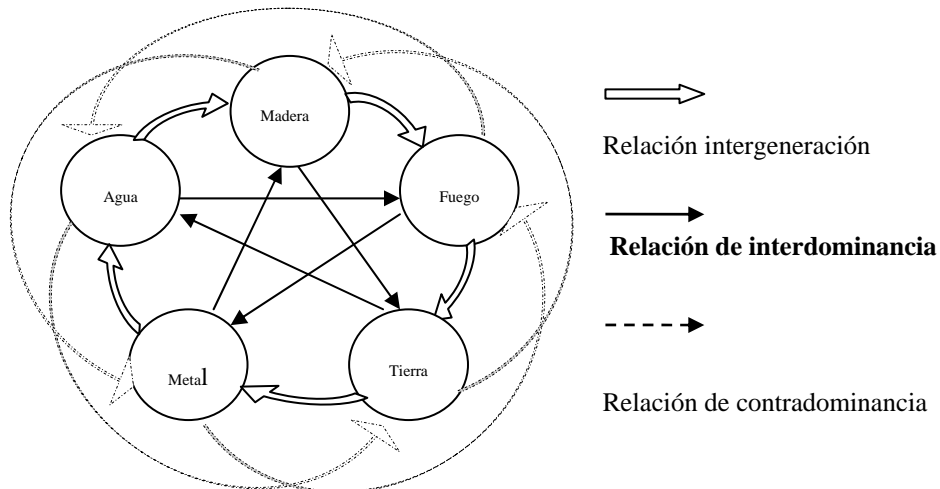 Madera
Relación intergeneración
Agua
Fuego
Relación de interdominancia
Metal
Tierra
Relación de contradominancia